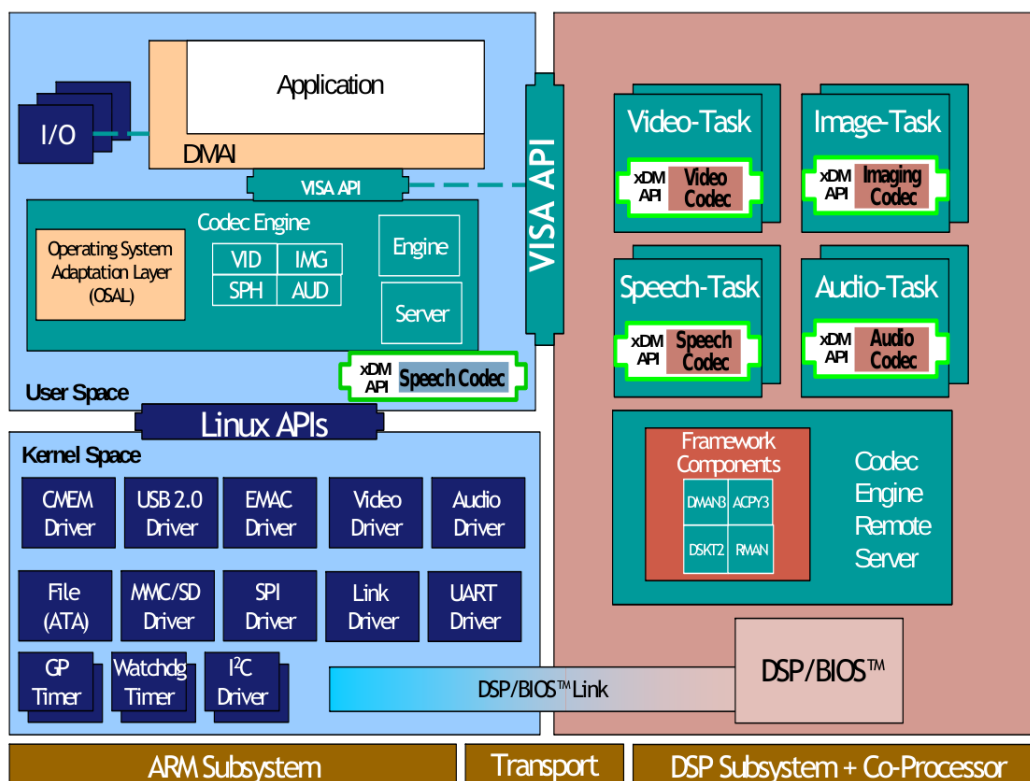 Application
I/O
DMAI
VISA API
Codec Engine
Operating System
Adaptation Layer
(OSAL)
VID
IMG
SPH
AUD
Engine
Server
xDM
API
Speech Codec
User Space
Linux APIs
Kernel Space
CMEM
Driver
USB 2.0
Driver
EMAC
Driver
Video
Driver
Audio
Driver
File
(ATA)
MMC/SD
Driver
SPI
Driver
Link
Driver
UART
Driver
GP
Timer
Watchdg
Timer
I²C
Driver
DSP/BIOS™ Link
VISA API
Video-Task
xDM
API
Video
Codec
Image-Task
xDM
API
Imaging
Codec
Speech-Task
xDM
API
Speech
Codec
Audio-Task
xDM
API
Audio
Codec
Framework
Components
DMAN3
ACPY3
DSKT2
RMAN
Codec
Engine
Remote
Server
DSP/BIOS™
ARM Subsystem
Transport
DSP Subsystem + Co-Processor